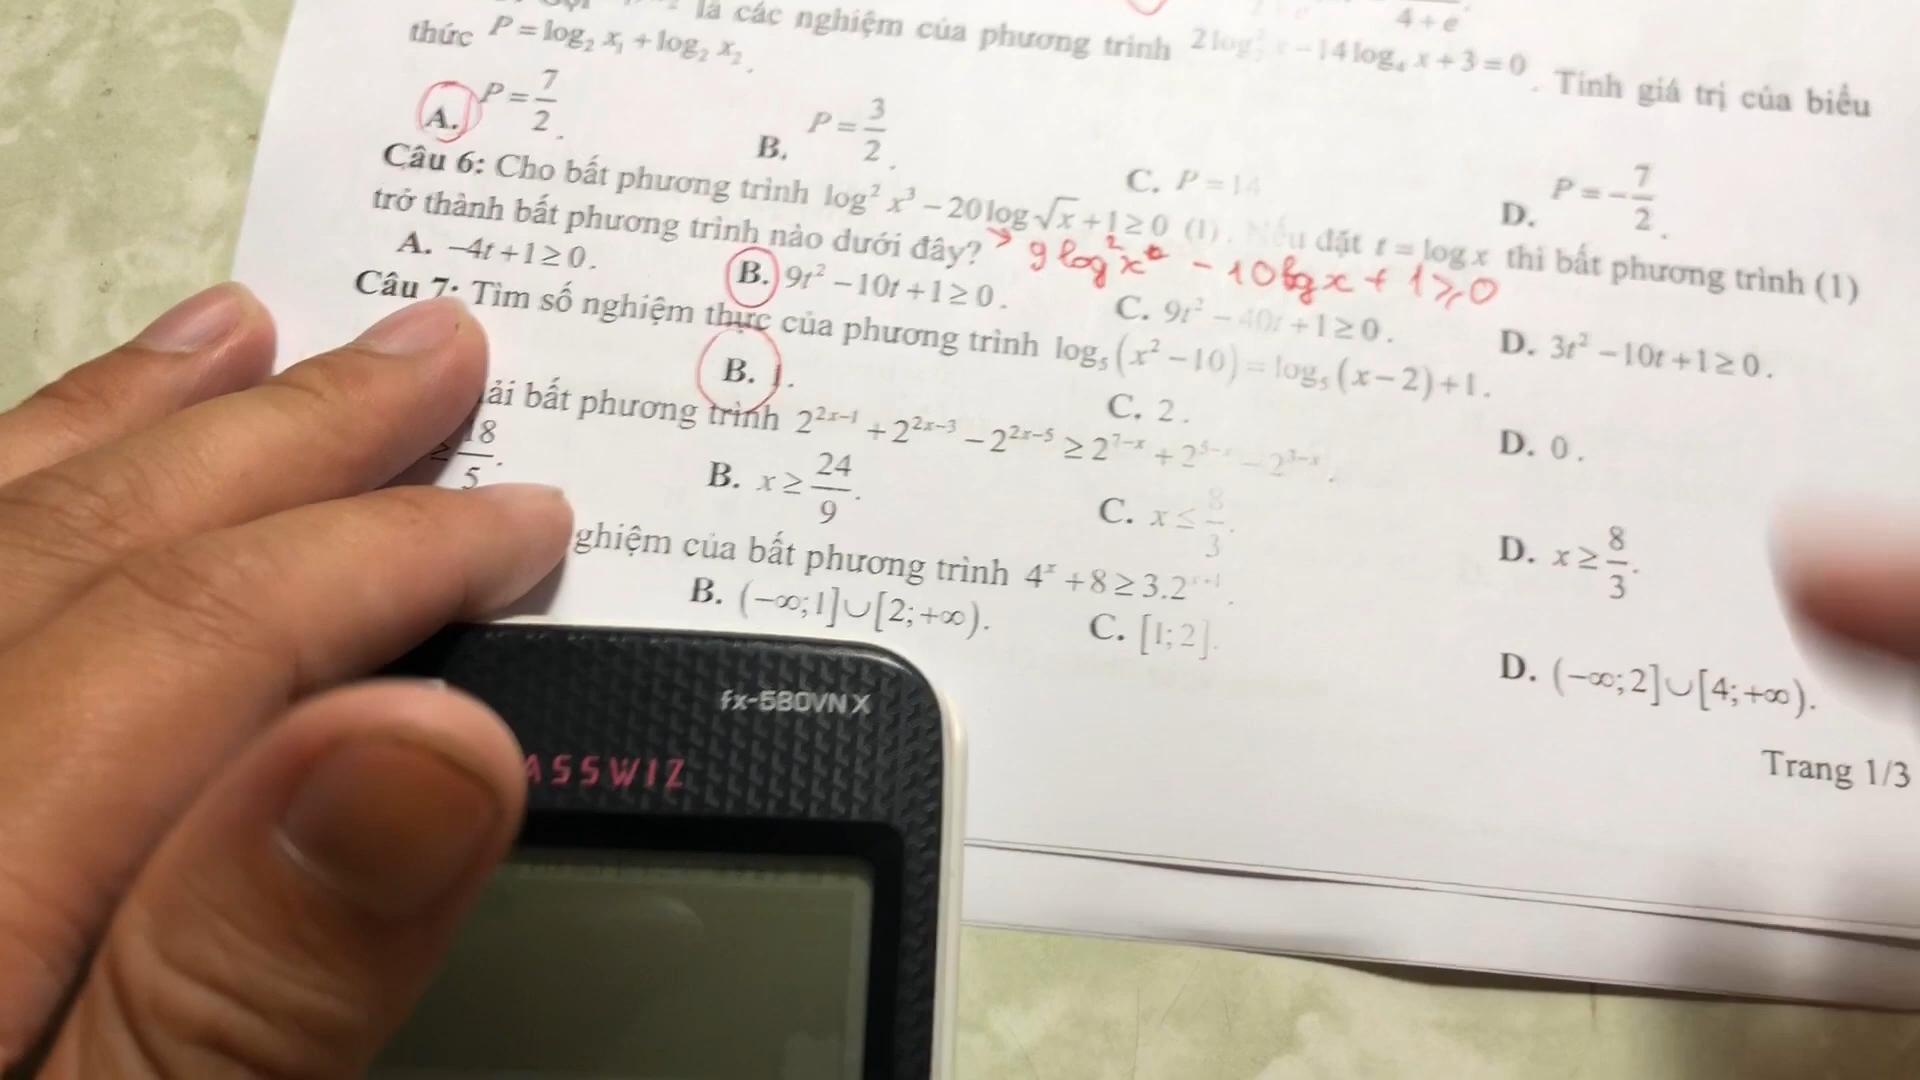 là các nghiệm của phương trình 2log₂² x − 14log₄ x + 3 = 0. Tính giá trị của biểu
4 + e
thức P = log₂ x₁ + log₂ x₂.
A. P = 7/2.
B. P = 3/2.
C. P = 14
D. P = −7/2.
Câu 6: Cho bất phương trình log² x³ − 20log√x + 1 ≥ 0 (1). Nếu đặt t = log x thì bất phương trình (1)
trở thành bất phương trình nào dưới đây?
→ 9log²x − 10logx + 1 ≥ 0
A. −4t + 1 ≥ 0.
B. 9t² − 10t + 1 ≥ 0.
C. 9t² − 40t + 1 ≥ 0.
D. 3t² − 10t + 1 ≥ 0.
Câu 7: Tìm số nghiệm thực của phương trình log₅(x² − 10) = log₅(x − 2) + 1.
B. 1.
C. 2.
D. 0.
ải bất phương trình 2^(2x−1) + 2^(2x−3) − 2^(2x−5) ≥ 2^(7−x) + 2^(5−x) − 2^(3−x).
≥ 18/5.
B. x ≥ 24/9.
C. x ≤ 8/3.
D. x ≥ 8/3.
ghiệm của bất phương trình 4^x + 8 ≥ 3.2^(x+1).
B. (−∞;1]∪[2;+∞).
C. [1;2].
D. (−∞;2]∪[4;+∞).
Trang 1/3
fx-580VN X
ASSWIZ